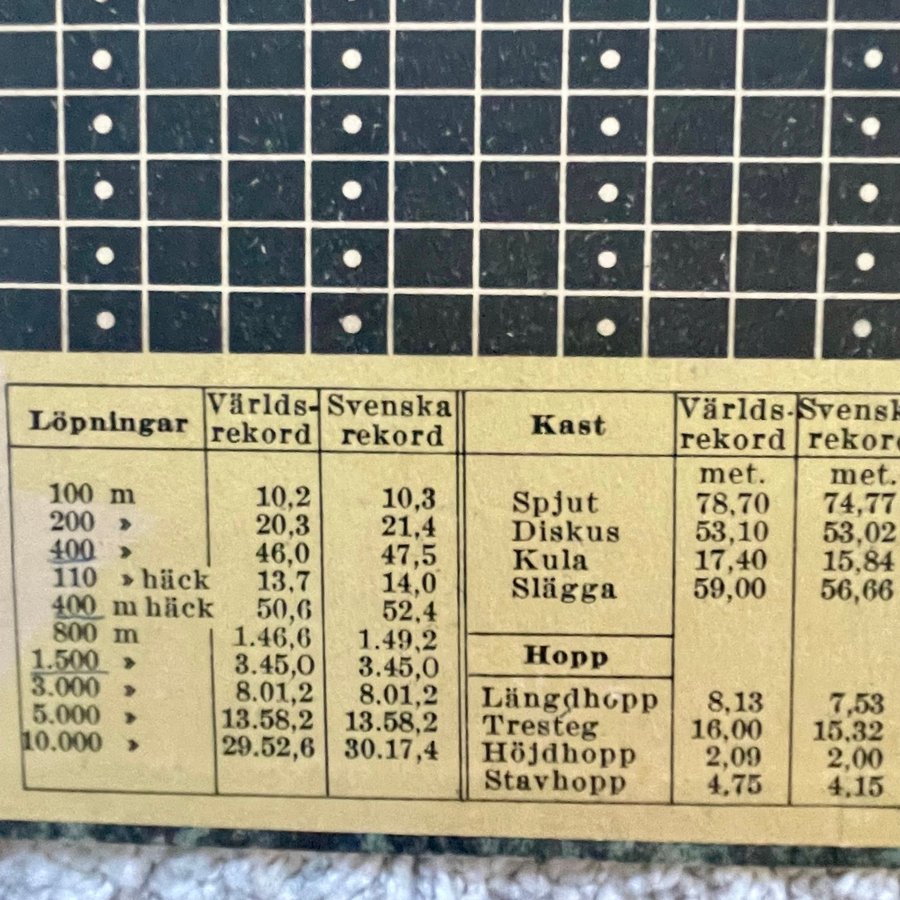 Löpningar Världs-rekord Svenska rekord
100 m 10,2 10,3
200 » 20,3 21,4
400 » 46,0 47,5
110 » häck 13,7 14,0
400 m häck 50,6 52,4
800 m 1.46,6 1.49,2
1.500 » 3.45,0 3.45,0
3.000 » 8.01,2 8.01,2
5.000 » 13.58,2 13.58,2
10.000 » 29.52,6 30.17,4
Kast Världs-rekord Svensk rekor
met. met.
Spjut 78,70 74,77
Diskus 53,10 53,02
Kula 17,40 15,84
Slägga 59,00 56,66
Hopp
Längdhopp 8,13 7,53
Tresteg 16,00 15,32
Höjdhopp 2,09 2,00
Stavhopp 4,75 4,15